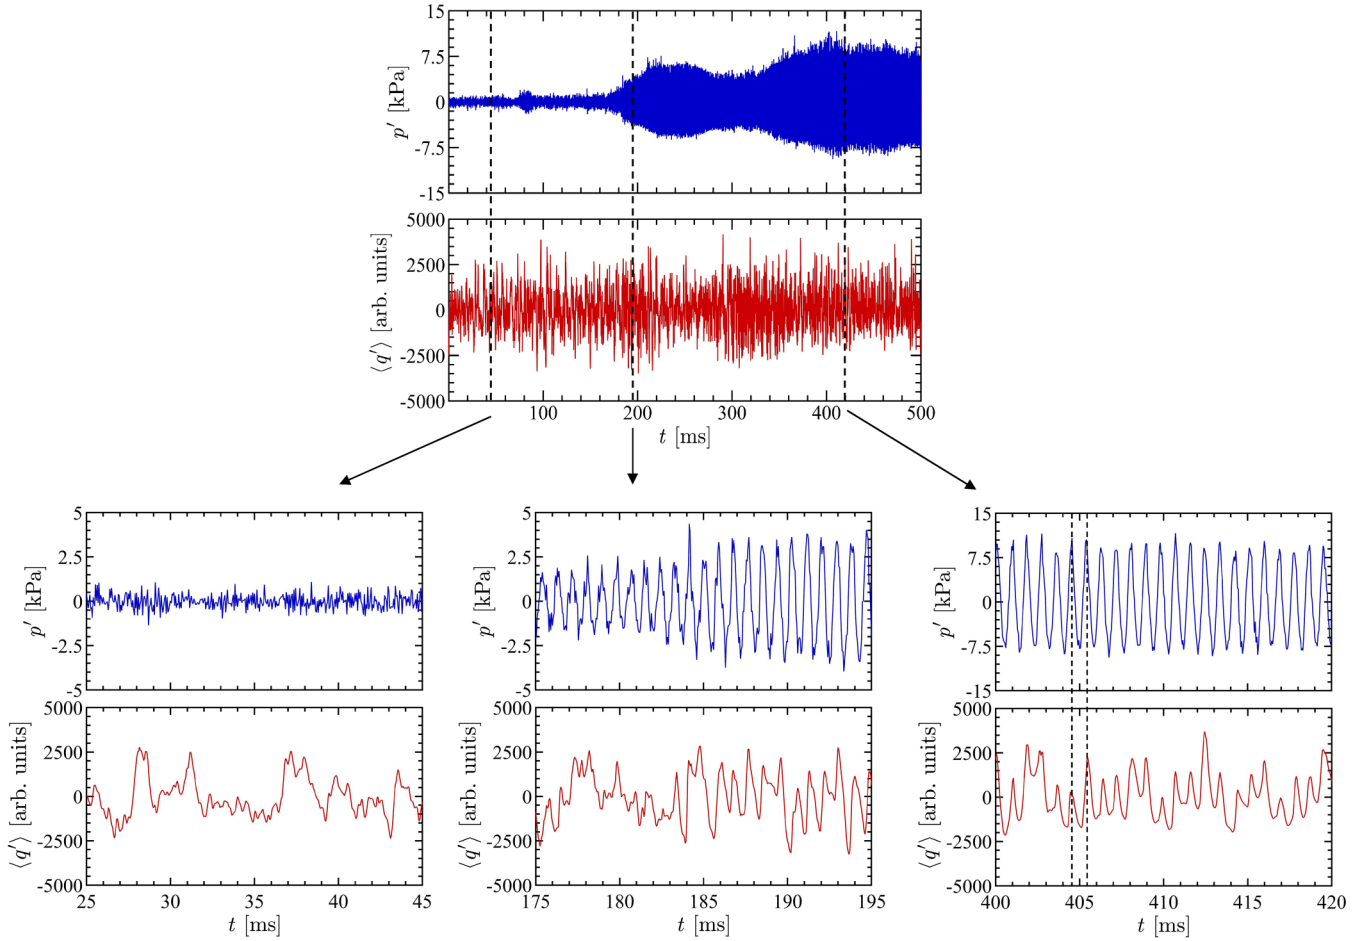 15
7.5
0
-7.5
-15
p′ [kPa]
5000
2500
0
-2500
-5000
⟨q′⟩ [arb. units]
100 200 300 400 500
t [ms]
5
2.5
0
-2.5
-5
p′ [kPa]
5
2.5
0
-2.5
-5
p′ [kPa]
15
7.5
0
-7.5
-15
p′ [kPa]
5000
2500
0
-2500
-5000
⟨q′⟩ [arb. units]
25 30 35 40 45
t [ms]
5000
2500
0
-2500
-5000
⟨q′⟩ [arb. units]
175 180 185 190 195
t [ms]
5000
2500
0
-2500
-5000
⟨q′⟩ [arb. units]
400 405 410 415 420
t [ms]